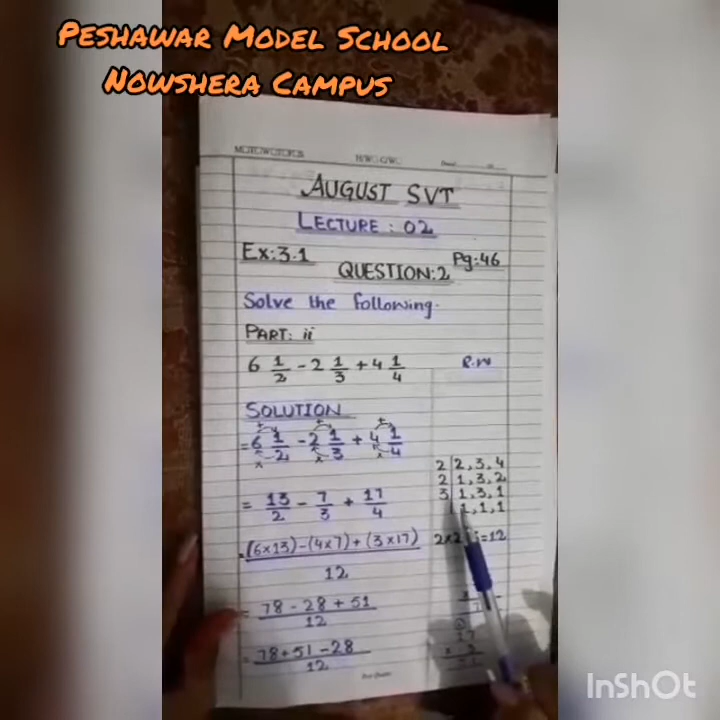 PESHAWAR MODEL SCHOOL
NOWSHERA CAMPUS
AUGUST SVT
LECTURE: 02
Ex:3.1
Pg:46
QUESTION:2
Solve the following.
PART: ii
6 1/2 - 2 1/3 + 4 1/4
R.W
SOLUTION
= 6 1/2 - 2 1/3 + 4 1/4
= 13/2 - 7/3 + 17/4
= (6x13)-(4x7)+(3x17) / 12
= 78 - 28 + 51 / 12
= 78+51-28 / 12
2 | 2, 3, 4
2 | 1, 3, 2
3 | 1, 3, 1
1, 1, 1
=12
InShOt